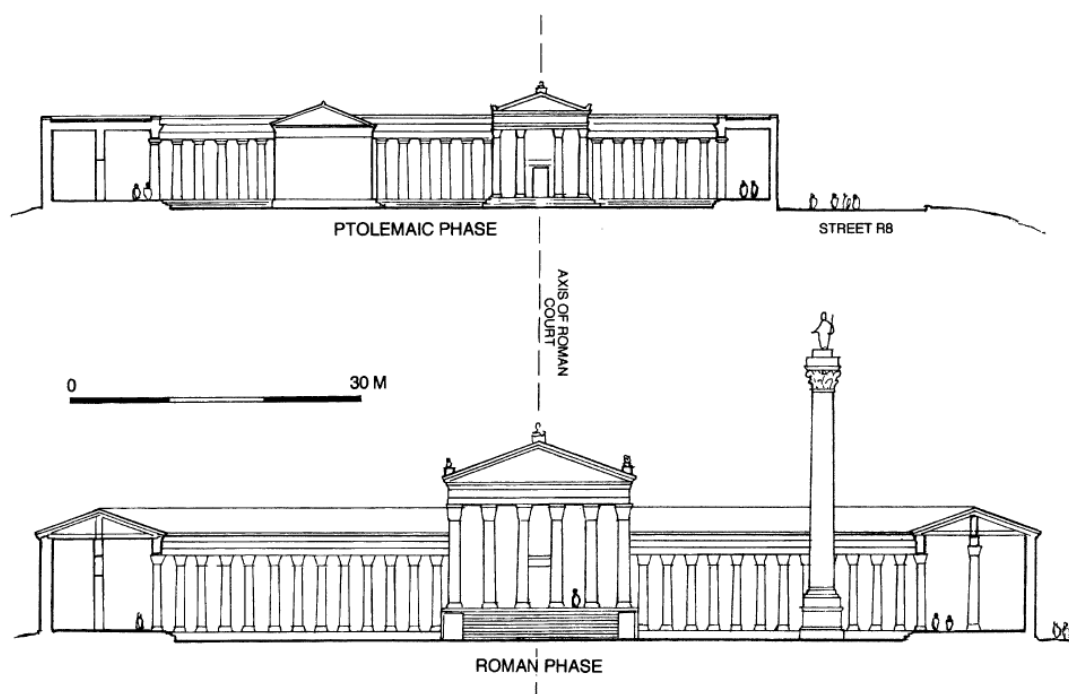 PTOLEMAIC PHASE
STREET R8
AXIS OF ROMAN
COURT
0
30 M
ROMAN PHASE